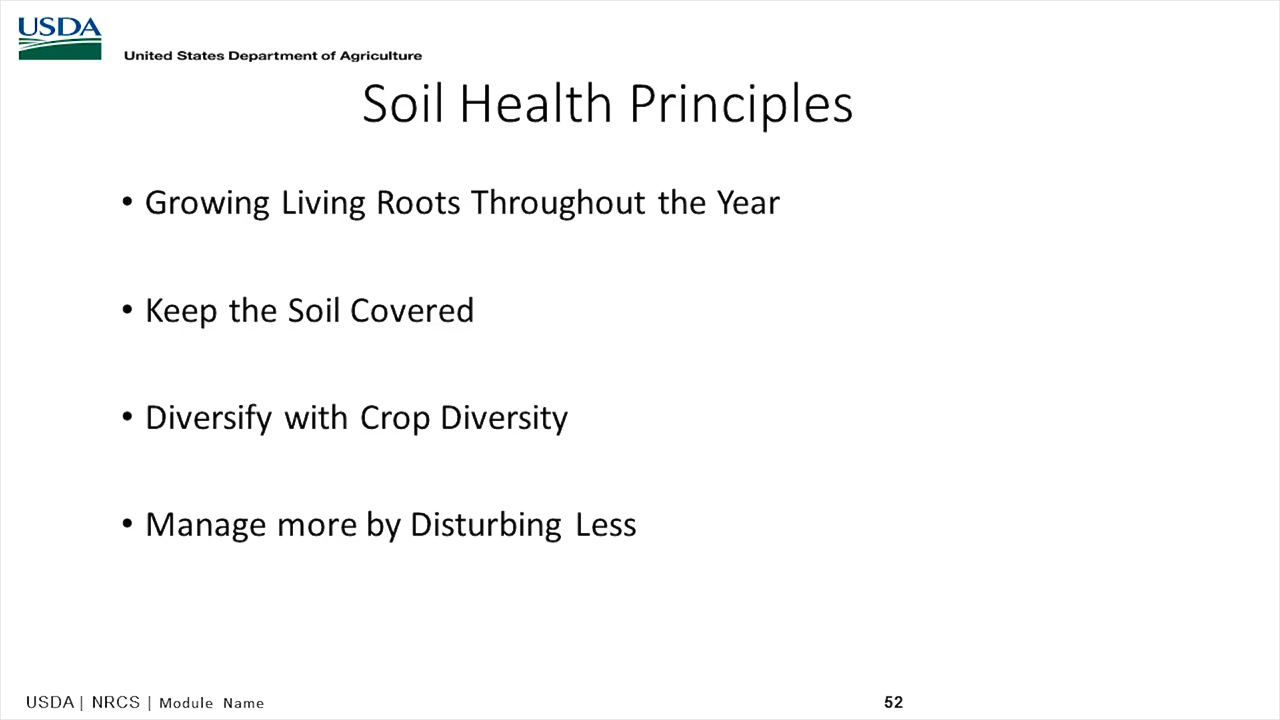 USDA
United States Department of Agriculture
Soil Health Principles
• Growing Living Roots Throughout the Year
• Keep the Soil Covered
• Diversify with Crop Diversity
• Manage more by Disturbing Less
USDA | NRCS | Module Name
52